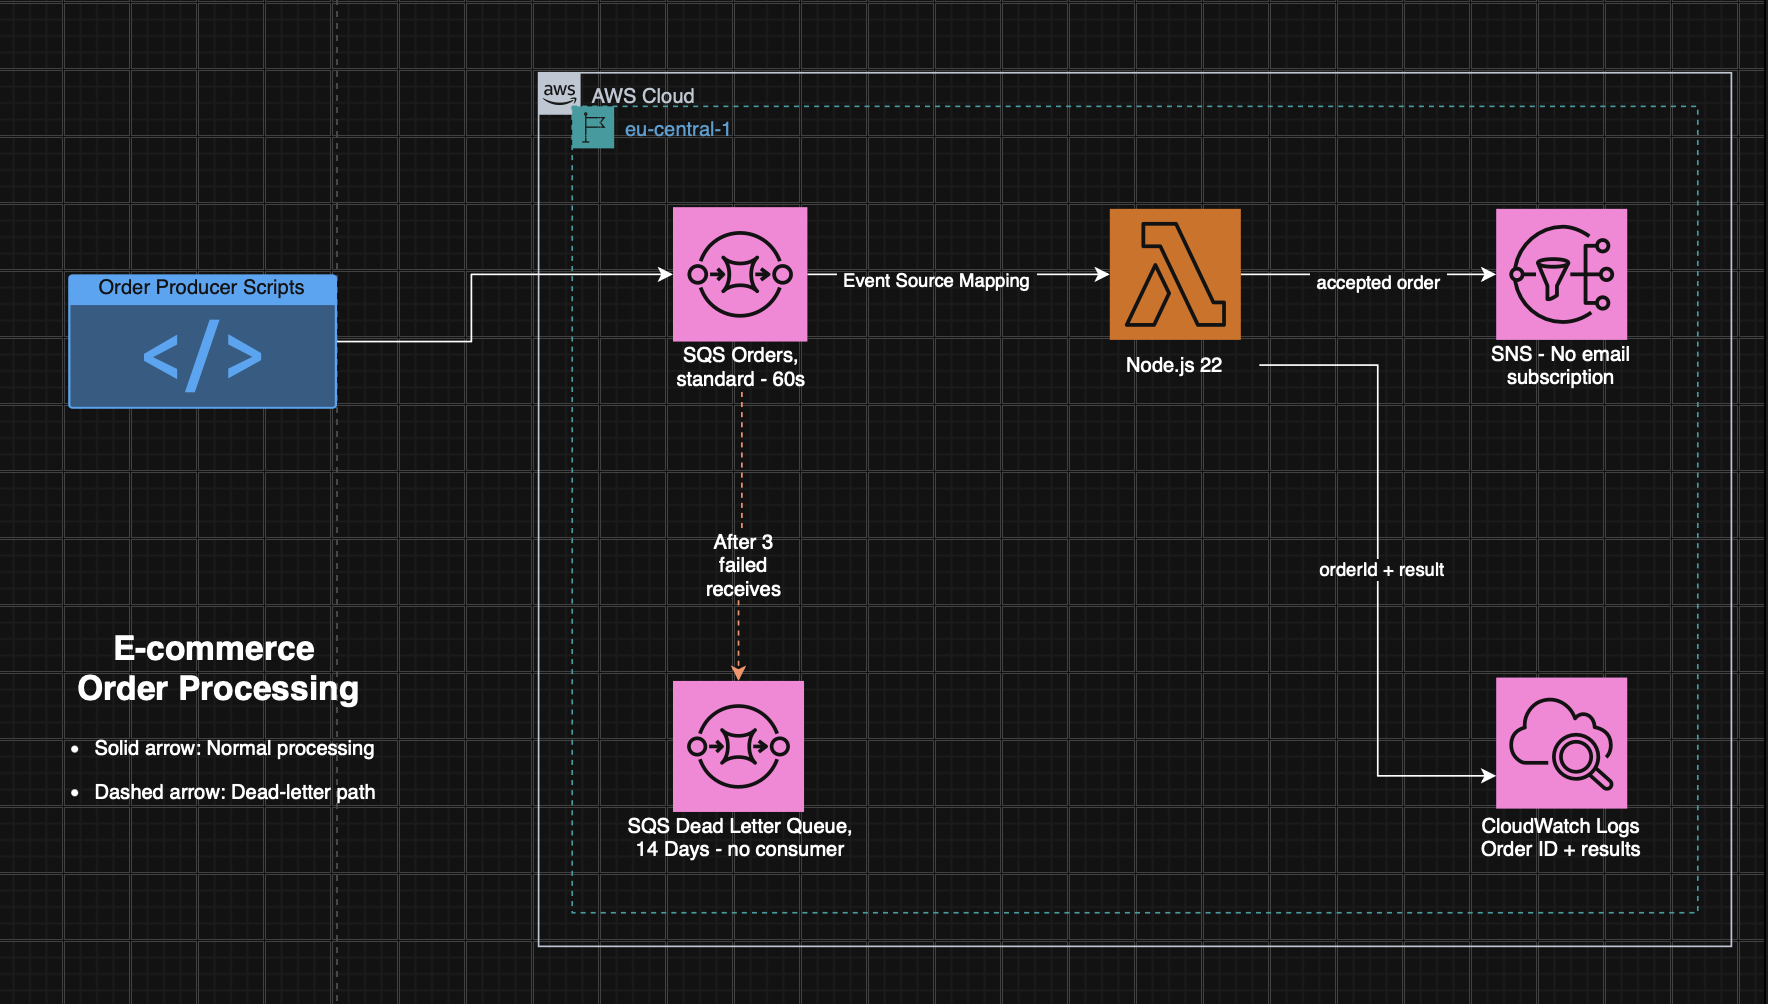 aws
AWS Cloud
eu-central-1
Order Producer Scripts
</>
Event Source Mapping
accepted order
SQS Orders,
standard - 60s
Node.js 22
SNS - No email
subscription
After 3
failed
receives
orderId + result
E-commerce
Order Processing
• Solid arrow: Normal processing
• Dashed arrow: Dead-letter path
SQS Dead Letter Queue,
14 Days - no consumer
CloudWatch Logs
Order ID + results